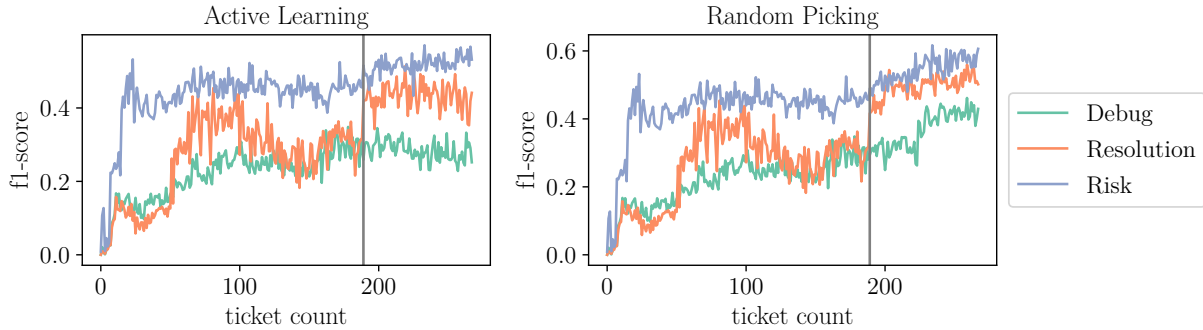 Active Learning
f1-score
0.4
0.2
0.0
0
100
200
ticket count
Random Picking
f1-score
0.6
0.4
0.2
0.0
0
100
200
ticket count
Debug
Resolution
Risk